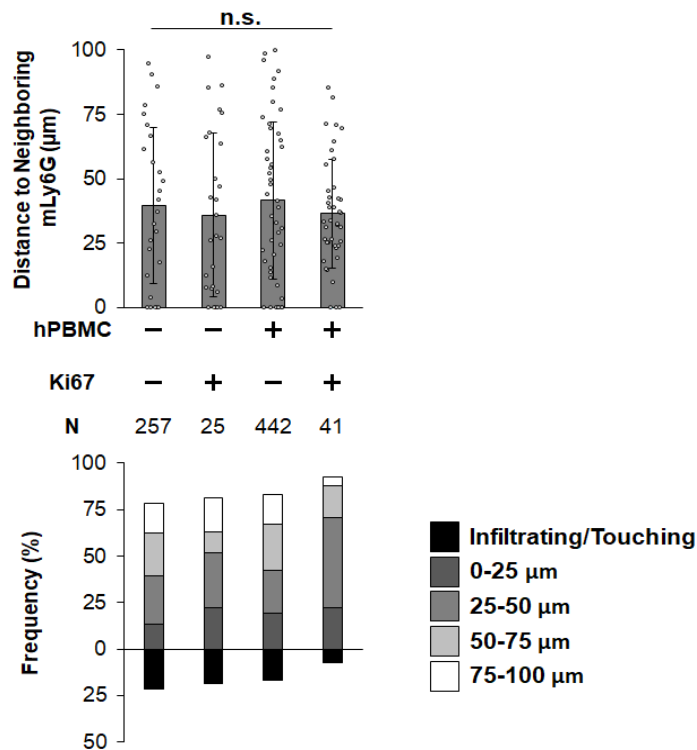 n.s.
Distance to Neighboring
mLy6G (µm)
100
75
50
25
0
hPBMC − − + +
Ki67 − + − +
N 257 25 442 41
Frequency (%)
100
75
50
25
0
25
50
Infiltrating/Touching
0-25 µm
25-50 µm
50-75 µm
75-100 µm